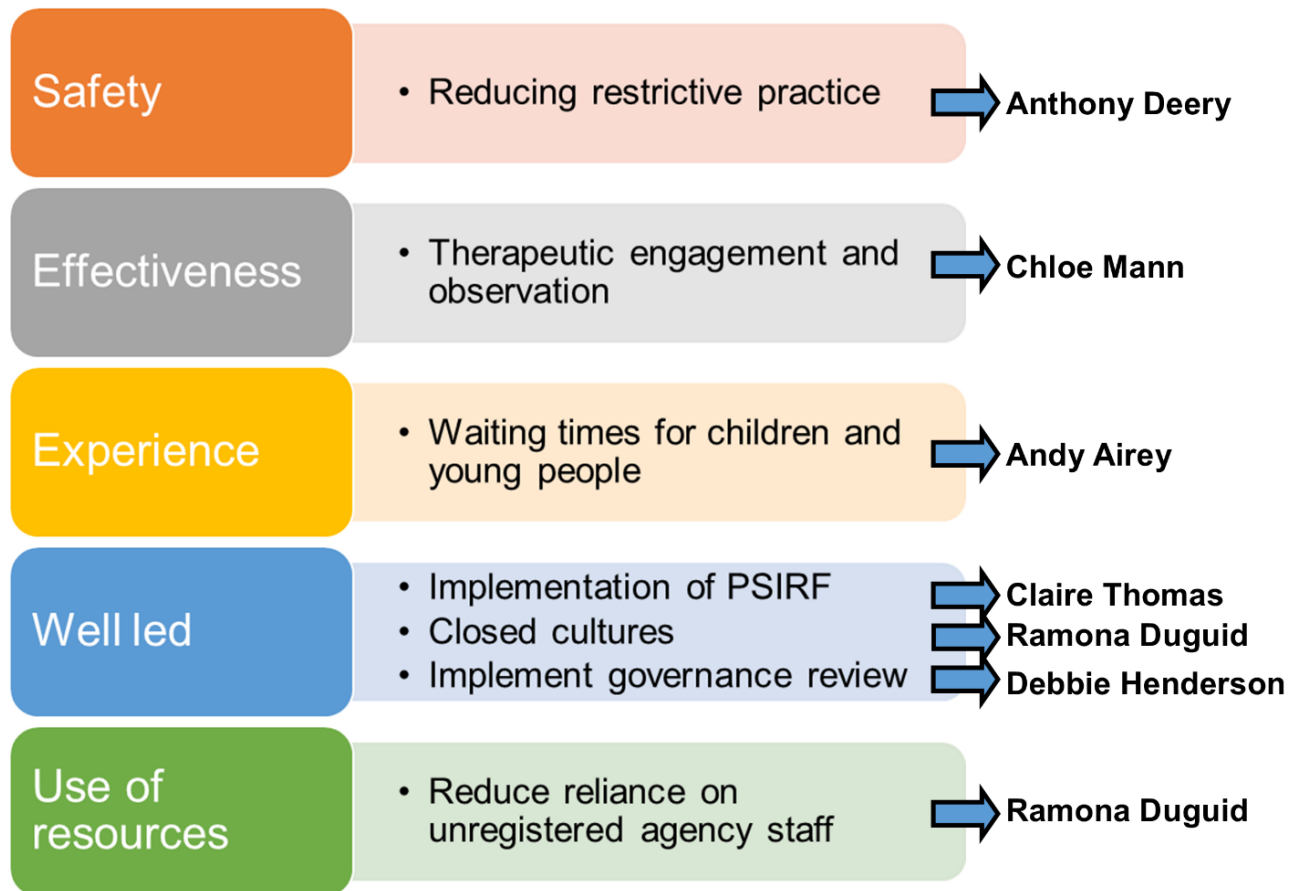 Safety
• Reducing restrictive practice
Anthony Deery
Effectiveness
• Therapeutic engagement and
observation
Chloe Mann
Experience
• Waiting times for children and
young people
Andy Airey
Well led
• Implementation of PSIRF
Claire Thomas
• Closed cultures
Ramona Duguid
• Implement governance review
Debbie Henderson
Use of
resources
• Reduce reliance on
unregistered agency staff
Ramona Duguid